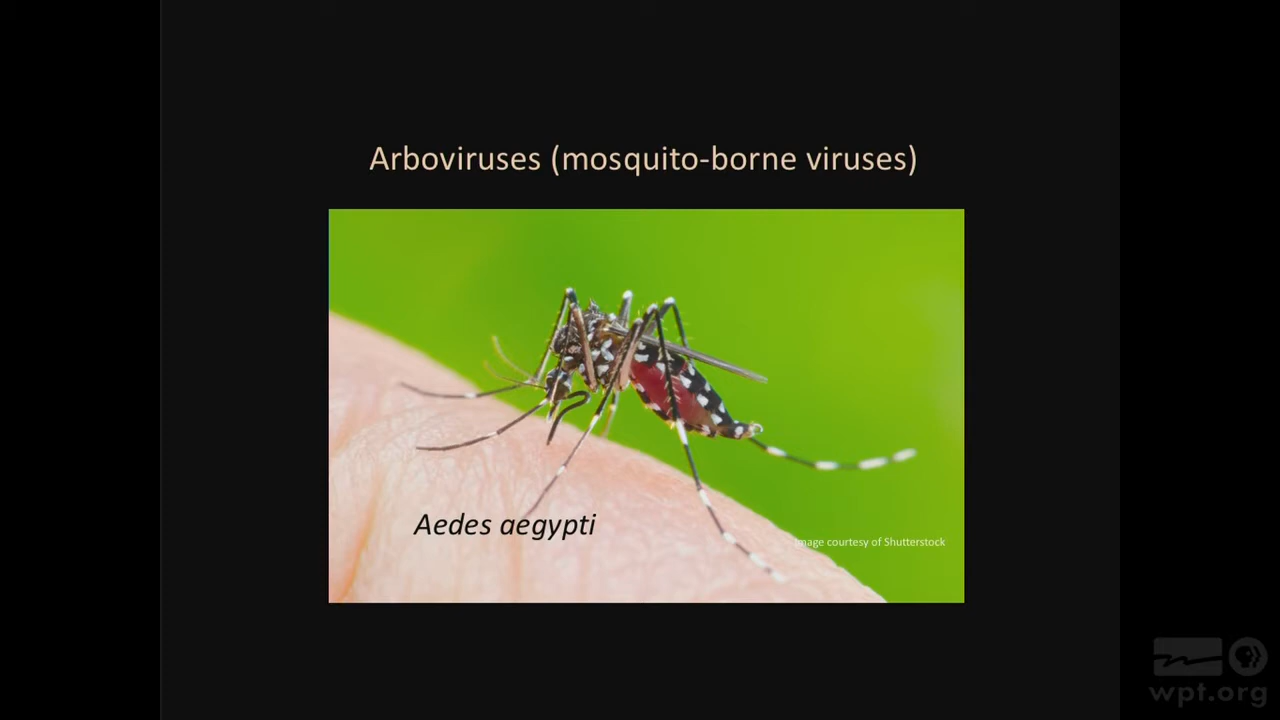 Arboviruses (mosquito-borne viruses)
Aedes aegypti
Image courtesy of Shutterstock
wpt.org